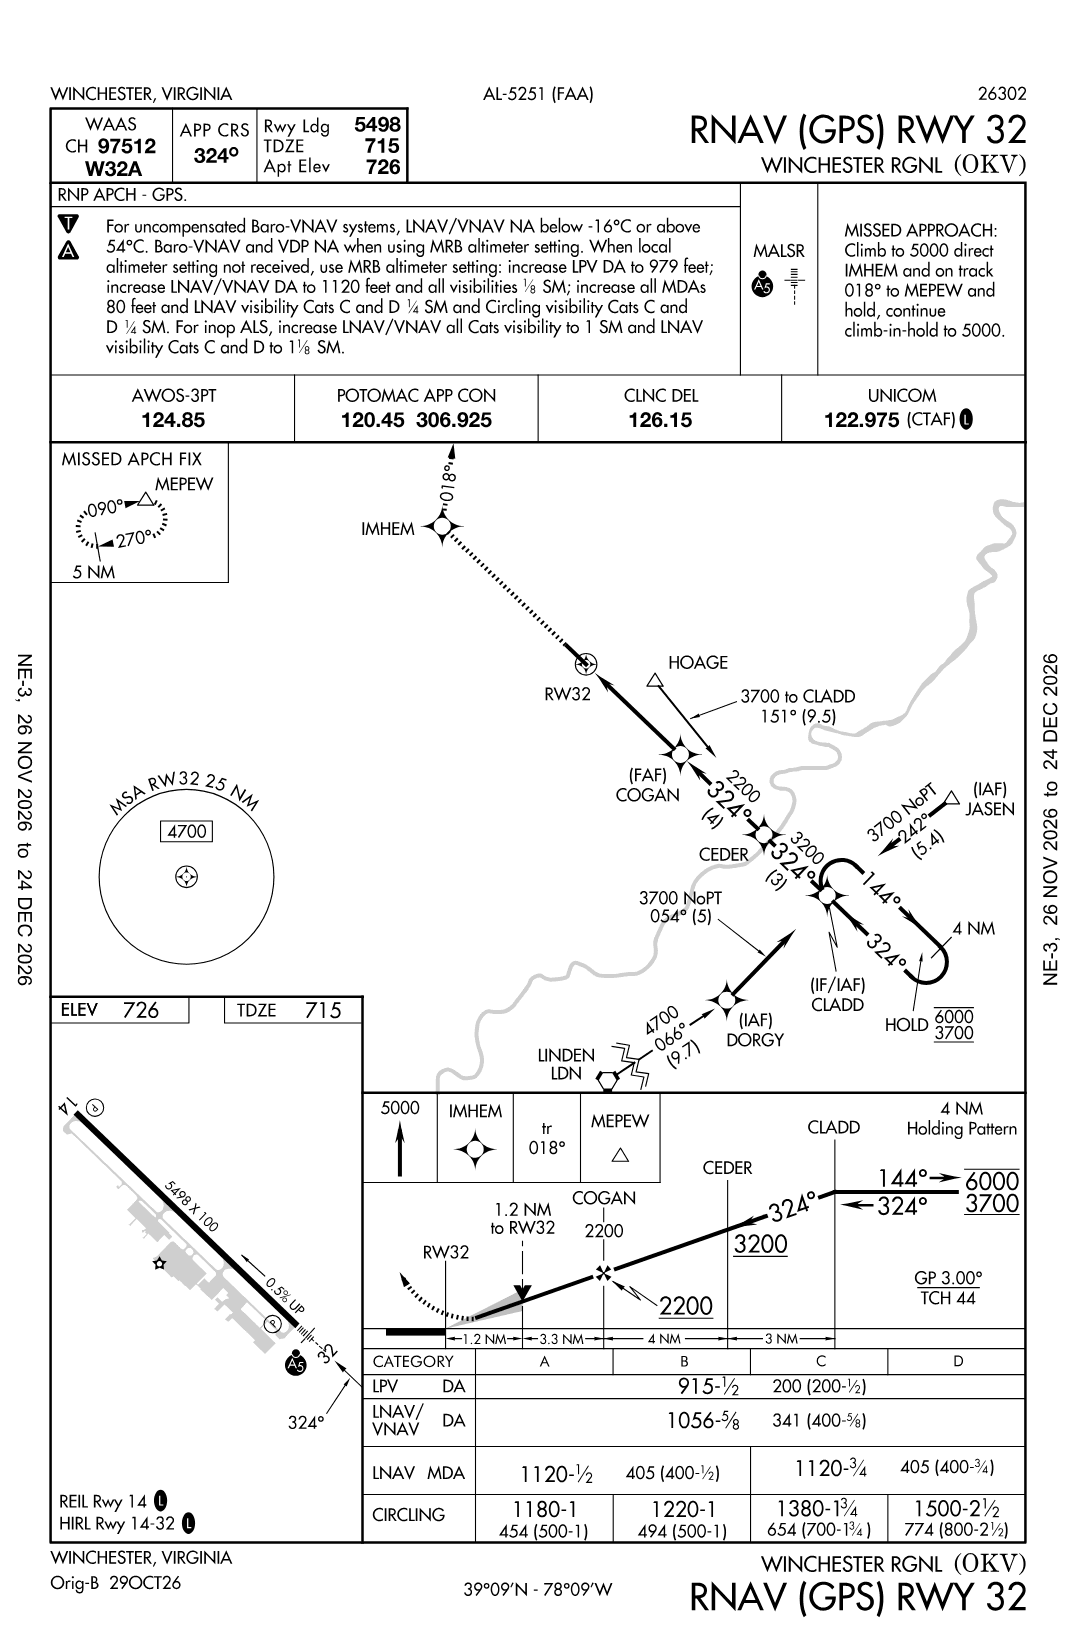 WINCHESTER, VIRGINIA
AL-5251 (FAA)
26302
WAAS
CH 97512
W32A
APP CRS
324°
Rwy Ldg 5498
TDZE 715
Apt Elev 726
RNAV (GPS) RWY 32
WINCHESTER RGNL (OKV)
RNP APCH - GPS.
T
A
For uncompensated Baro-VNAV systems, LNAV/VNAV NA below -16°C or above
54°C. Baro-VNAV and VDP NA when using MRB altimeter setting. When local
altimeter setting not received, use MRB altimeter setting: increase LPV DA to 979 feet;
increase LNAV/VNAV DA to 1120 feet and all visibilities ⅛ SM; increase all MDAs
80 feet and LNAV visibility Cats C and D ¼ SM and Circling visibility Cats C and
D ¼ SM. For inop ALS, increase LNAV/VNAV all Cats visibility to 1 SM and LNAV
visibility Cats C and D to 1⅛ SM.
MALSR
A5
MISSED APPROACH:
Climb to 5000 direct
IMHEM and on track
018° to MEPEW and
hold, continue
climb-in-hold to 5000.
AWOS-3PT
124.85
POTOMAC APP CON
120.45 306.925
CLNC DEL
126.15
UNICOM
122.975 (CTAF) L
MISSED APCH FIX
MEPEW
090°
270°
5 NM
018°
IMHEM
RW32
HOAGE
3700 to CLADD
151° (9.5)
(FAF)
COGAN
2200
324°
(4)
CEDER
3200
324°
(3)
3700 NoPT
242°
(5.4)
(IAF)
JASEN
3700 NoPT
054° (5)
144°
324°
4 NM
(IF/IAF)
CLADD
HOLD 6000
3700
(IAF)
DORGY
4700
066°
(9.7)
LINDEN
LDN
MSA RW32 25 NM
4700
NE-3, 26 NOV 2026 to 24 DEC 2026
NE-3, 26 NOV 2026 to 24 DEC 2026
ELEV 726
TDZE 715
14
P
5498 X 100
0.5% UP
P
32
A5
324°
REIL Rwy 14 L
HIRL Rwy 14-32 L
5000
IMHEM
tr
018°
MEPEW
4 NM
Holding Pattern
CLADD
CEDER
COGAN
2200
1.2 NM
to RW32
RW32
144°
324°
6000
3700
324°
3200
2200
GP 3.00°
TCH 44
1.2 NM
3.3 NM
4 NM
3 NM
CATEGORY A B C D
LPV DA 915-½ 200 (200-½)
LNAV/
VNAV DA 1056-⅝ 341 (400-⅝)
LNAV MDA 1120-½ 405 (400-½) 1120-¾ 405 (400-¾)
CIRCLING
1180-1 1220-1 1380-1¾ 1500-2½
454 (500-1) 494 (500-1) 654 (700-1¾) 774 (800-2½)
WINCHESTER, VIRGINIA
Orig-B 29OCT26
39°09'N - 78°09'W
WINCHESTER RGNL (OKV)
RNAV (GPS) RWY 32